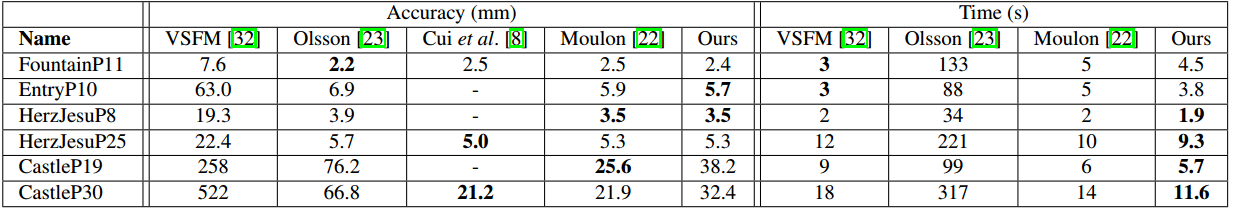 Accuracy (mm) Time (s)
Name VSFM [32] Olsson [23] Cui et al. [8] Moulon [22] Ours VSFM [32] Olsson [23] Moulon [22] Ours
FountainP11 7.6 2.2 2.5 2.5 2.4 3 133 5 4.5
EntryP10 63.0 6.9 - 5.9 5.7 3 88 5 3.8
HerzJesuP8 19.3 3.9 - 3.5 3.5 2 34 2 1.9
HerzJesuP25 22.4 5.7 5.0 5.3 5.3 12 221 10 9.3
CastleP19 258 76.2 - 25.6 38.2 9 99 6 5.7
CastleP30 522 66.8 21.2 21.9 32.4 18 317 14 11.6